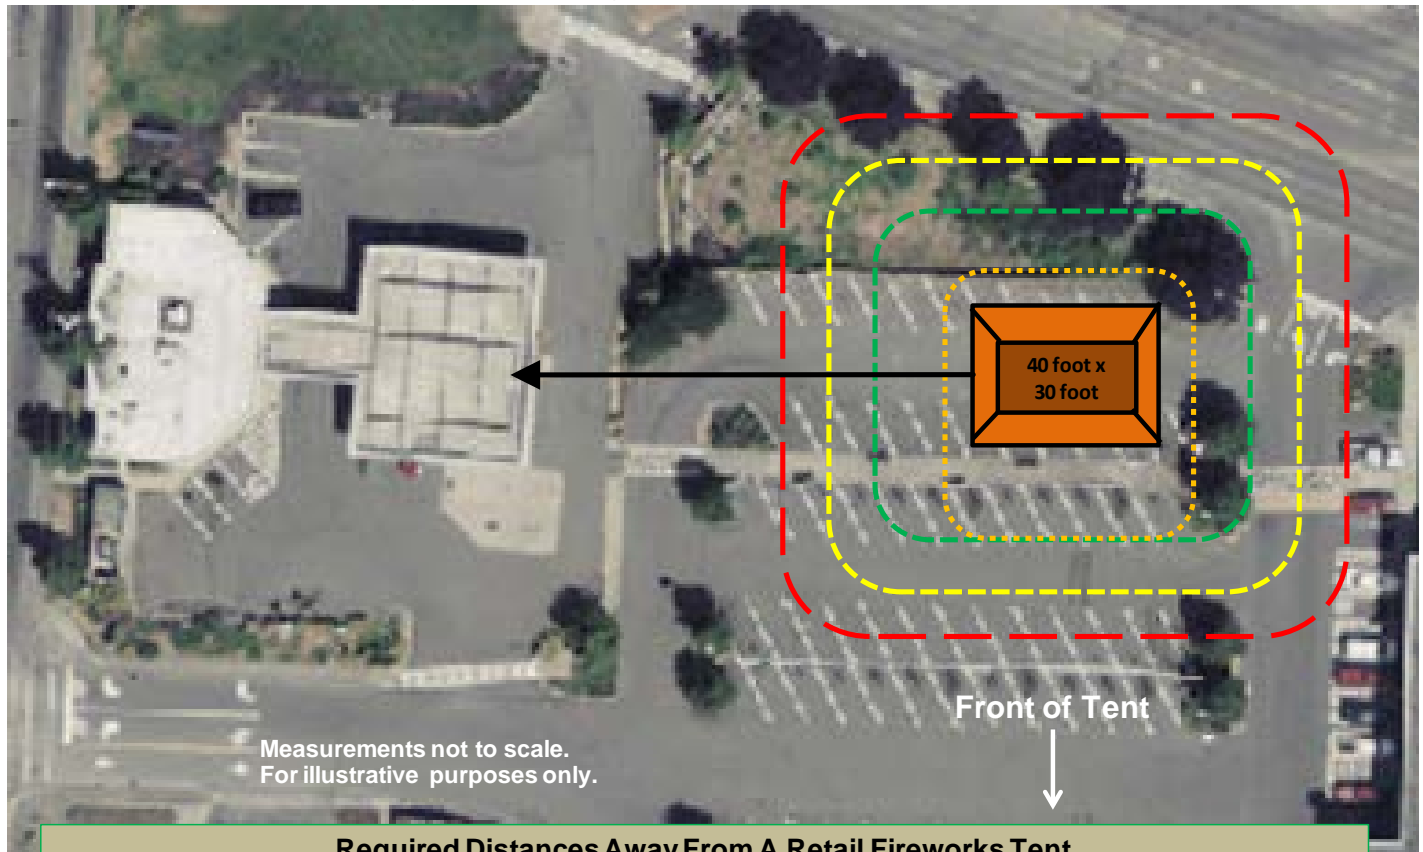 40 foot x
30 foot
Front of Tent
Measurements not to scale.
For illustrative purposes only.
Required Distances Away From A Retail Fireworks Tent